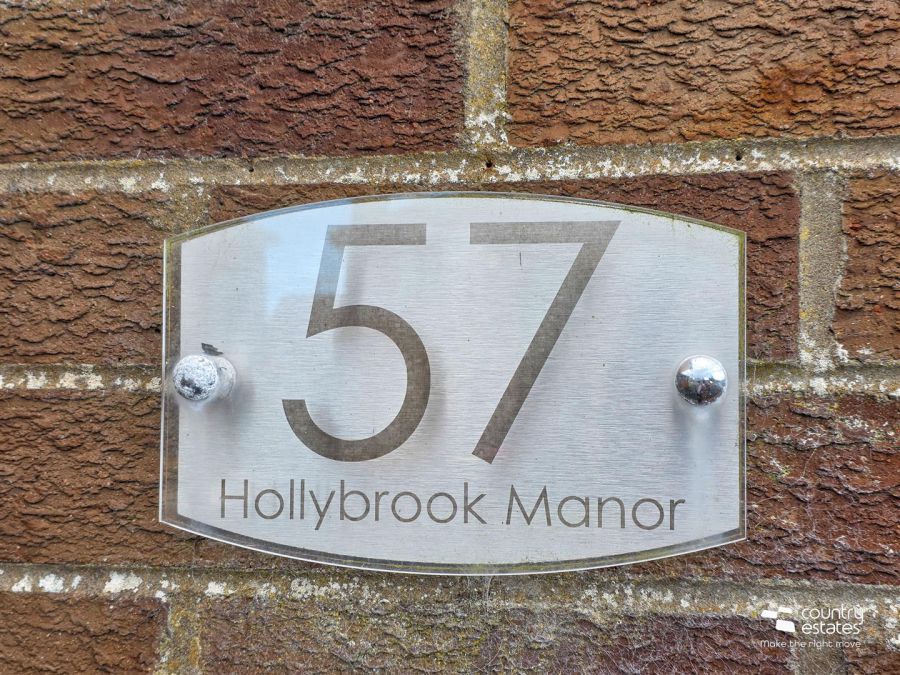 57
Hollybrook Manor
country
estates
Make the right move